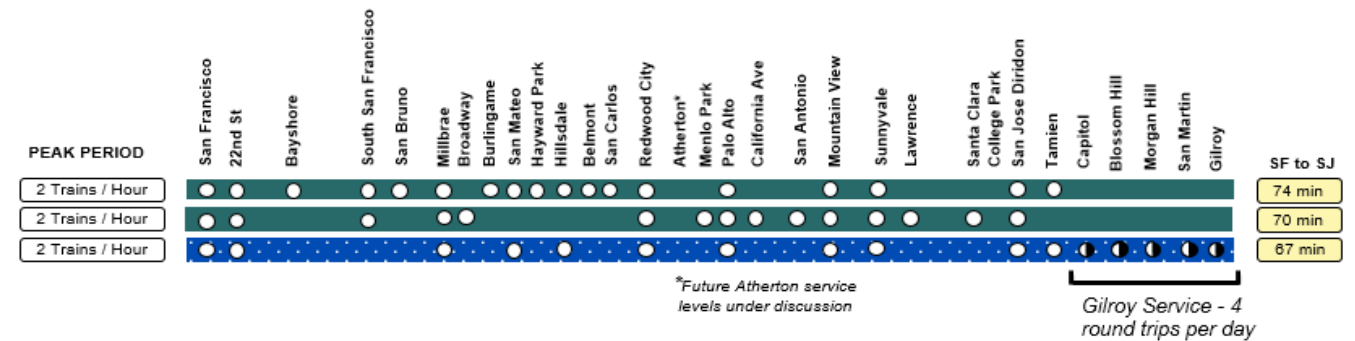 San Francisco
22nd St
Bayshore
South San Francisco
San Bruno
Millbrae
Broadway
Burlingame
San Mateo
Hayward Park
Hillsdale
Belmont
San Carlos
Redwood City
Atherton*
Menlo Park
Palo Alto
California Ave
San Antonio
Mountain View
Sunnyvale
Lawrence
Santa Clara
College Park
San Jose Diridon
Tamien
Capitol
Blossom Hill
Morgan Hill
San Martin
Gilroy
PEAK PERIOD
SF to SJ
2 Trains / Hour
74 min
2 Trains / Hour
70 min
2 Trains / Hour
67 min
*Future Atherton service
levels under discussion
Gilroy Service - 4
round trips per day